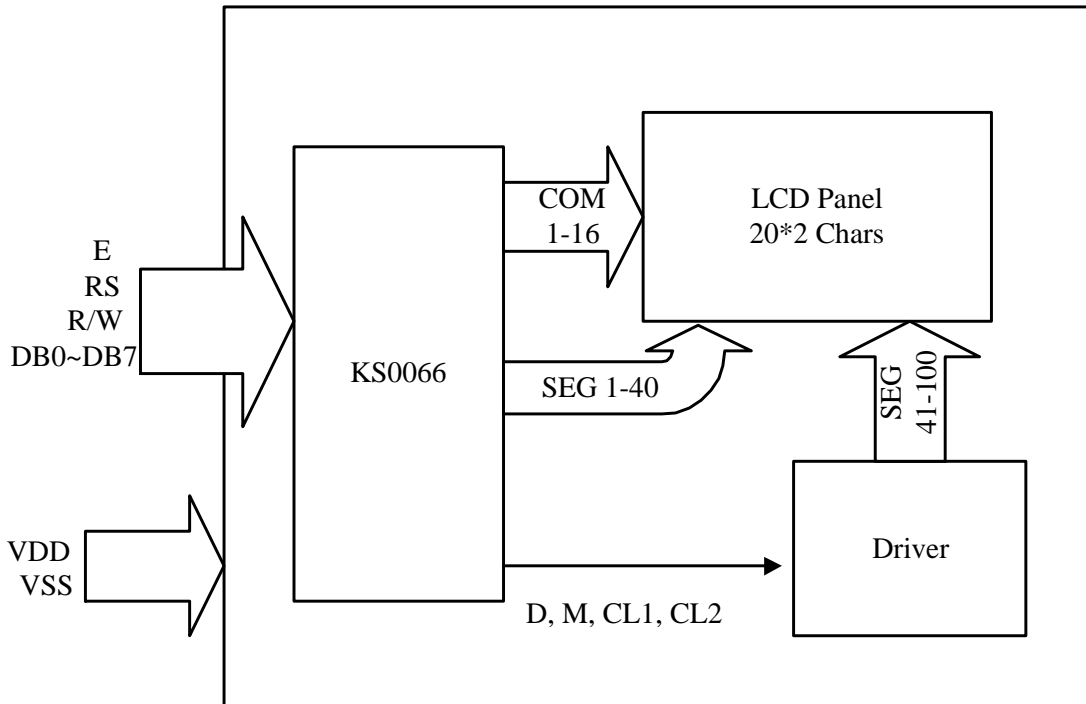 E
RS
R/W
DB0~DB7
VDD
VSS
KS0066
COM
1-16
SEG 1-40
D, M, CL1, CL2
LCD Panel
20*2 Chars
SEG
41-100
Driver